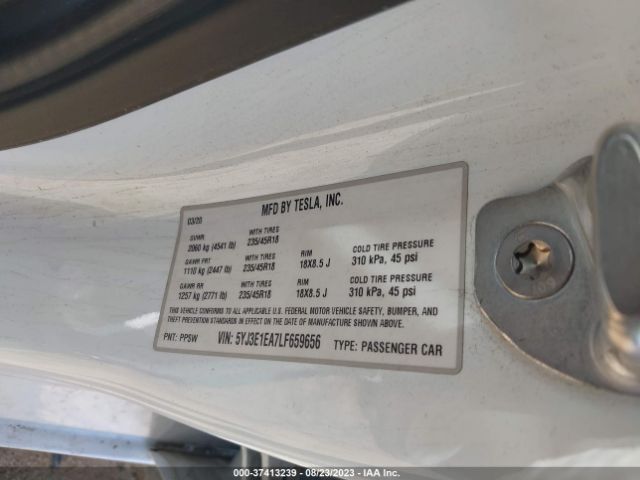 03/20 MFD BY TESLA, INC.
GVWR WITH TIRES
2060 kg (4541 lb) 235/45R18
GAWR FRT WITH TIRES RIM COLD TIRE PRESSURE
1110 kg (2447 lb) 235/45R18 18X8.5 J 310 kPa, 45 psi
GAWR RR WITH TIRES RIM COLD TIRE PRESSURE
1257 kg (2771 lb) 235/45R18 18X8.5 J 310 kPa, 45 psi
THIS VEHICLE CONFORMS TO ALL APPLICABLE U.S. FEDERAL MOTOR VEHICLE SAFETY, BUMPER, AND
THEFT PREVENTION STANDARDS IN EFFECT ON THE DATE OF MANUFACTURE SHOWN ABOVE.
PNT: PPSW VIN: 5YJ3E1EA7LF659656 TYPE: PASSENGER CAR
000-37413239 - 08/23/2023 - IAA Inc.